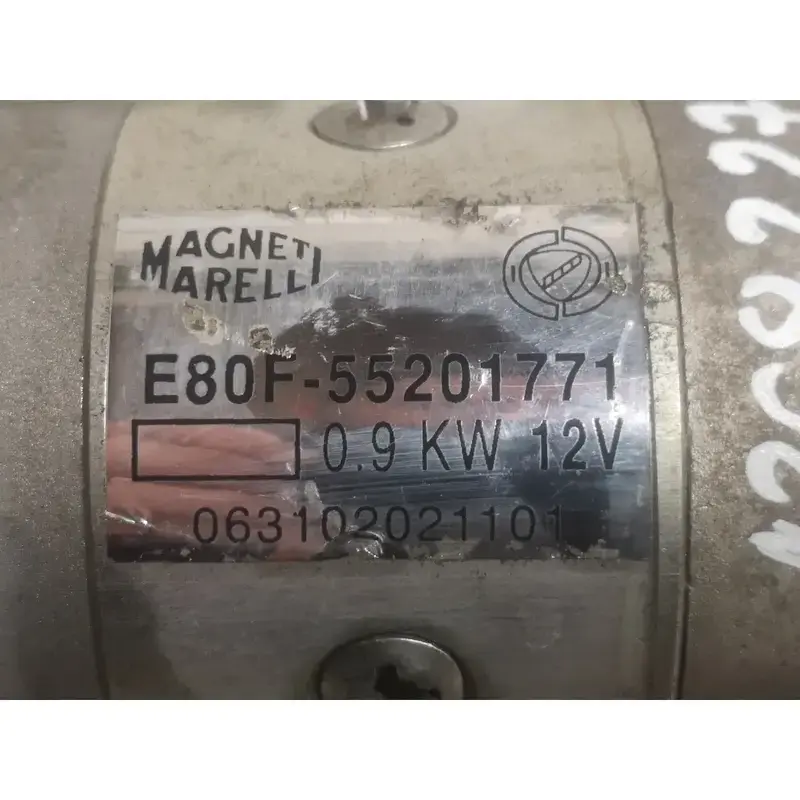 MAGNETI
MARELLI
E80F-55201771
0.9 KW 12V
063102021101